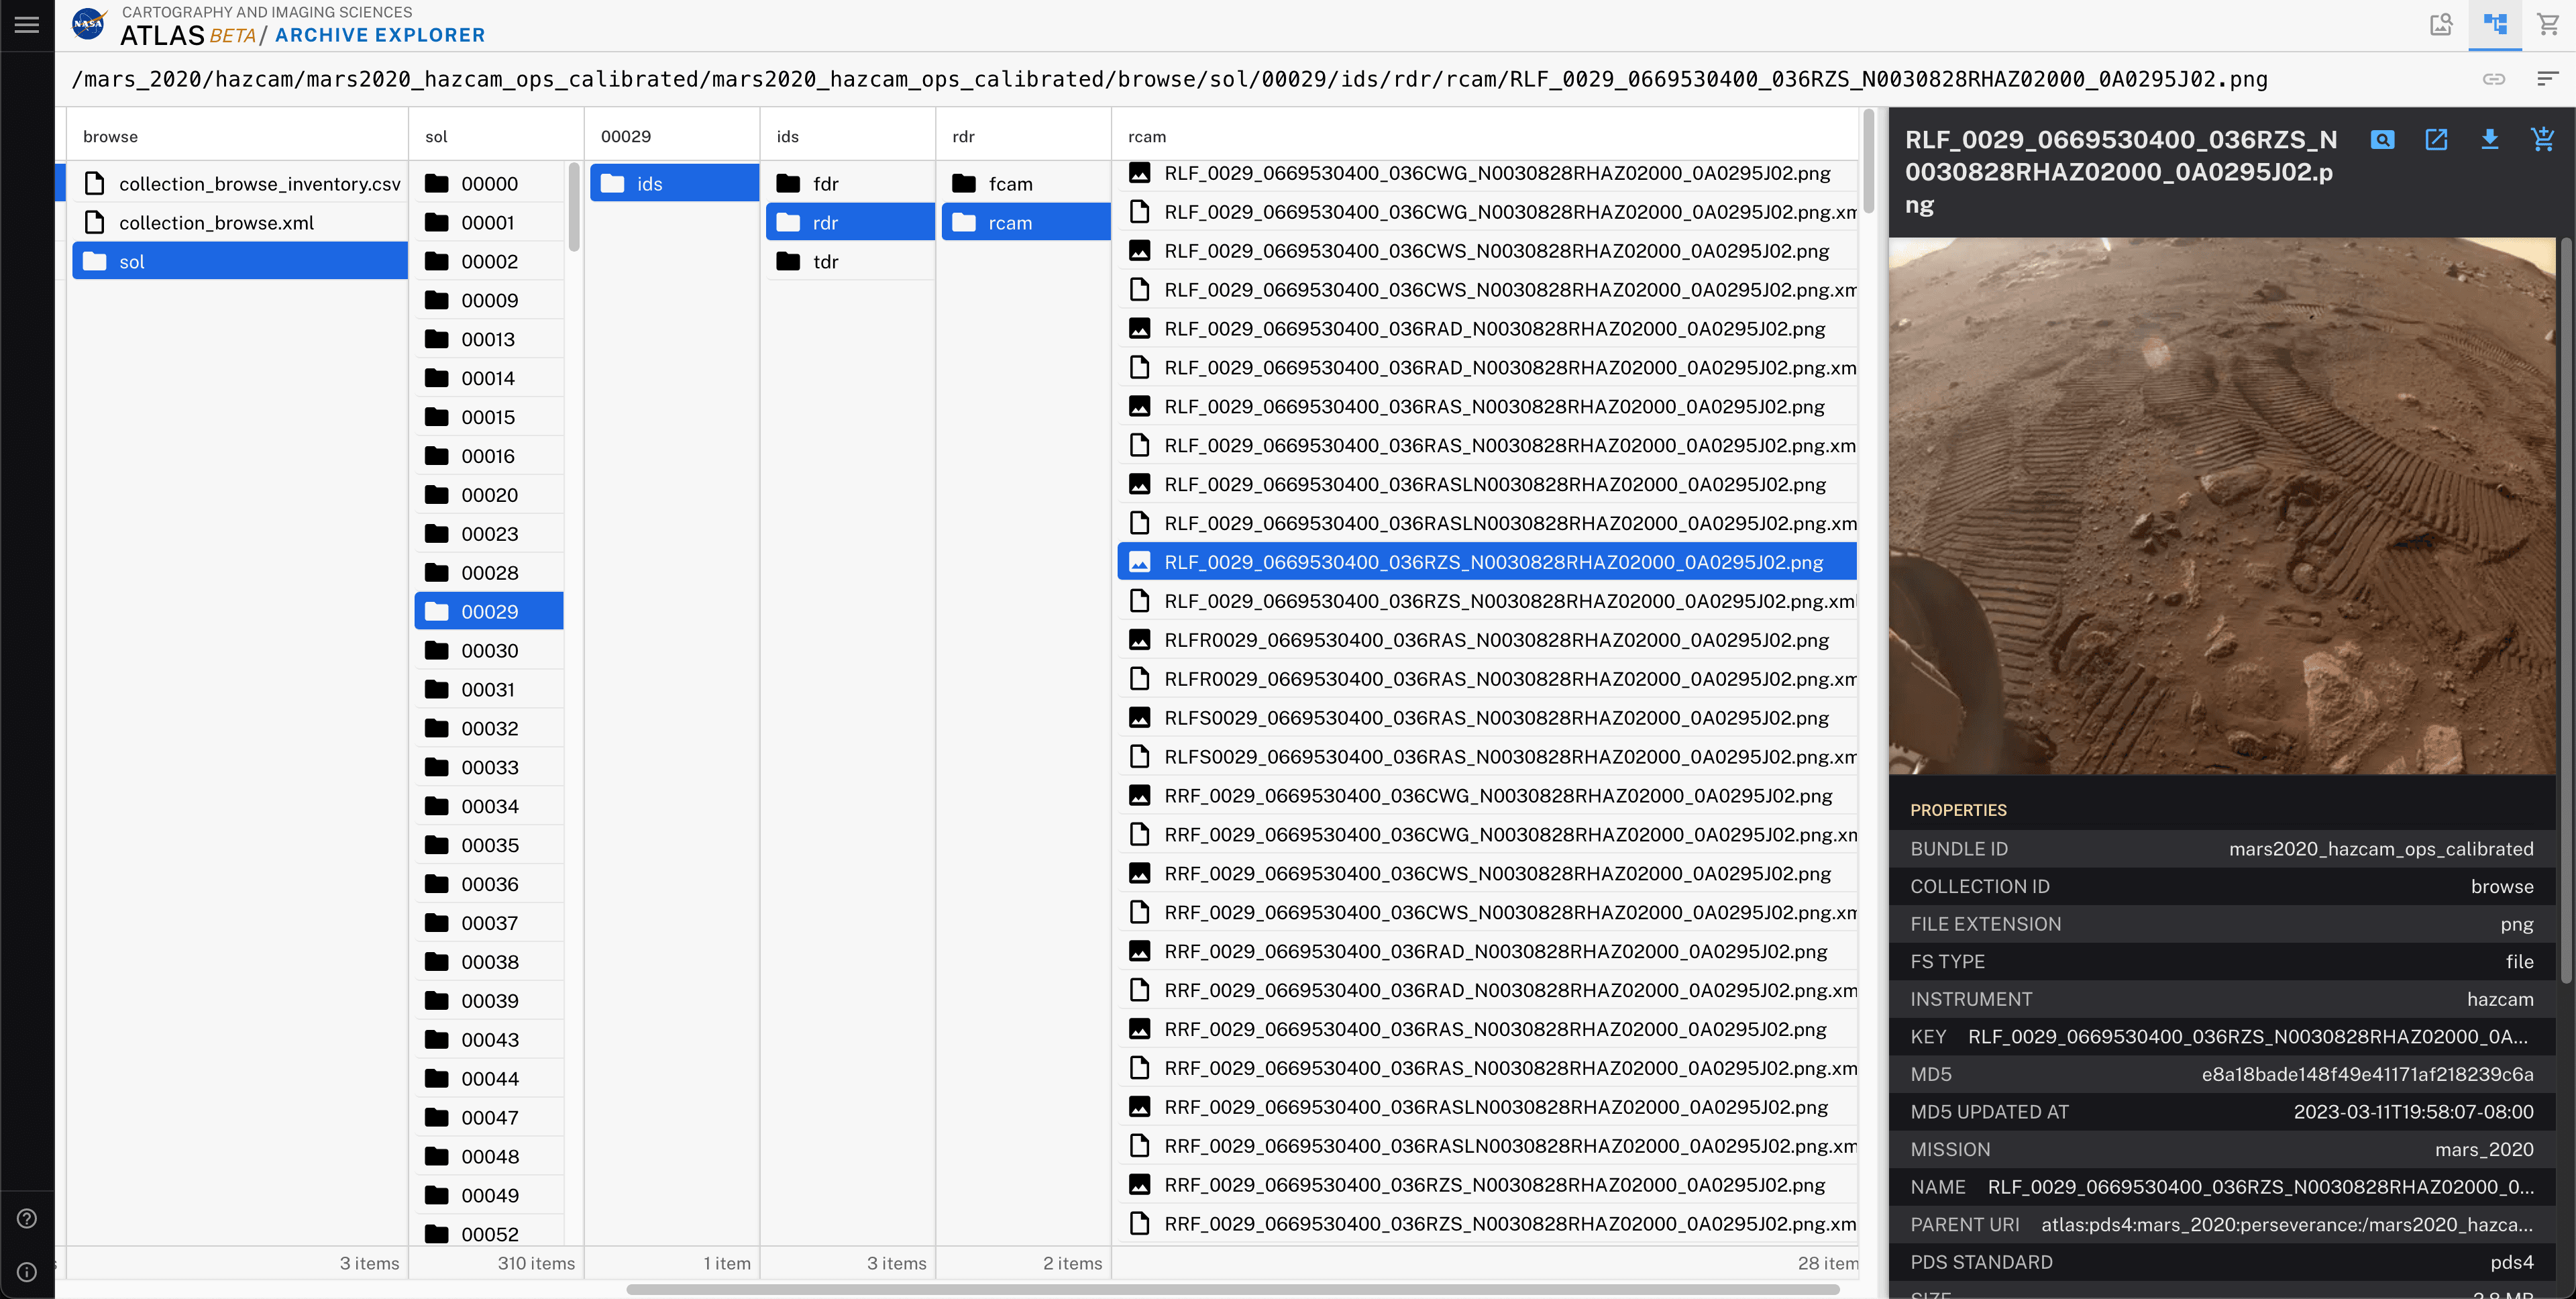 CARTOGRAPHY AND IMAGING SCIENCES
NASA
ATLAS BETA / ARCHIVE EXPLORER
/mars_2020/hazcam/mars2020_hazcam_ops_calibrated/mars2020_hazcam_ops_calibrated/browse/sol/00029/ids/rdr/rcam/RLF_0029_0669530400_036RZS_N0030828RHAZ02000_0A0295J02.png
browse
collection_browse_inventory.csv
collection_browse.xml
sol
3 items
sol
00000
00001
00002
00009
00013
00014
00015
00016
00020
00023
00028
00029
00030
00031
00032
00033
00034
00035
00036
00037
00038
00039
00043
00044
00047
00048
00049
00052
310 items
00029
ids
1 item
ids
fdr
rdr
tdr
3 items
rdr
fcam
rcam
2 items
rcam
RLF_0029_0669530400_036CWG_N0030828RHAZ02000_0A0295J02.png
RLF_0029_0669530400_036CWG_N0030828RHAZ02000_0A0295J02.png.xm
RLF_0029_0669530400_036CWS_N0030828RHAZ02000_0A0295J02.png
RLF_0029_0669530400_036CWS_N0030828RHAZ02000_0A0295J02.png.xm
RLF_0029_0669530400_036RAD_N0030828RHAZ02000_0A0295J02.png
RLF_0029_0669530400_036RAD_N0030828RHAZ02000_0A0295J02.png.xm
RLF_0029_0669530400_036RAS_N0030828RHAZ02000_0A0295J02.png
RLF_0029_0669530400_036RAS_N0030828RHAZ02000_0A0295J02.png.xm
RLF_0029_0669530400_036RASLN0030828RHAZ02000_0A0295J02.png
RLF_0029_0669530400_036RASLN0030828RHAZ02000_0A0295J02.png.xm
RLF_0029_0669530400_036RZS_N0030828RHAZ02000_0A0295J02.png
RLF_0029_0669530400_036RZS_N0030828RHAZ02000_0A0295J02.png.xml
RLFR0029_0669530400_036RAS_N0030828RHAZ02000_0A0295J02.png
RLFR0029_0669530400_036RAS_N0030828RHAZ02000_0A0295J02.png.xm
RLFS0029_0669530400_036RAS_N0030828RHAZ02000_0A0295J02.png
RLFS0029_0669530400_036RAS_N0030828RHAZ02000_0A0295J02.png.xm
RRF_0029_0669530400_036CWG_N0030828RHAZ02000_0A0295J02.png
RRF_0029_0669530400_036CWG_N0030828RHAZ02000_0A0295J02.png.xm
RRF_0029_0669530400_036CWS_N0030828RHAZ02000_0A0295J02.png
RRF_0029_0669530400_036CWS_N0030828RHAZ02000_0A0295J02.png.xm
RRF_0029_0669530400_036RAD_N0030828RHAZ02000_0A0295J02.png
RRF_0029_0669530400_036RAD_N0030828RHAZ02000_0A0295J02.png.xm
RRF_0029_0669530400_036RAS_N0030828RHAZ02000_0A0295J02.png
RRF_0029_0669530400_036RAS_N0030828RHAZ02000_0A0295J02.png.xm
RRF_0029_0669530400_036RASLN0030828RHAZ02000_0A0295J02.png
RRF_0029_0669530400_036RASLN0030828RHAZ02000_0A0295J02.png.xm
RRF_0029_0669530400_036RZS_N0030828RHAZ02000_0A0295J02.png
RRF_0029_0669530400_036RZS_N0030828RHAZ02000_0A0295J02.png.xm
28 item
RLF_0029_0669530400_036RZS_N
0030828RHAZ02000_0A0295J02.p
ng
PROPERTIES
BUNDLE ID mars2020_hazcam_ops_calibrated
COLLECTION ID browse
FILE EXTENSION png
FS TYPE file
INSTRUMENT hazcam
KEY RLF_0029_0669530400_036RZS_N0030828RHAZ02000_0A...
MD5 e8a18bade148f49e41171af218239c6a
MD5 UPDATED AT 2023-03-11T19:58:07-08:00
MISSION mars_2020
NAME RLF_0029_0669530400_036RZS_N0030828RHAZ02000_0...
PARENT URI atlas:pds4:mars_2020:perseverance:/mars2020_hazca...
PDS STANDARD pds4